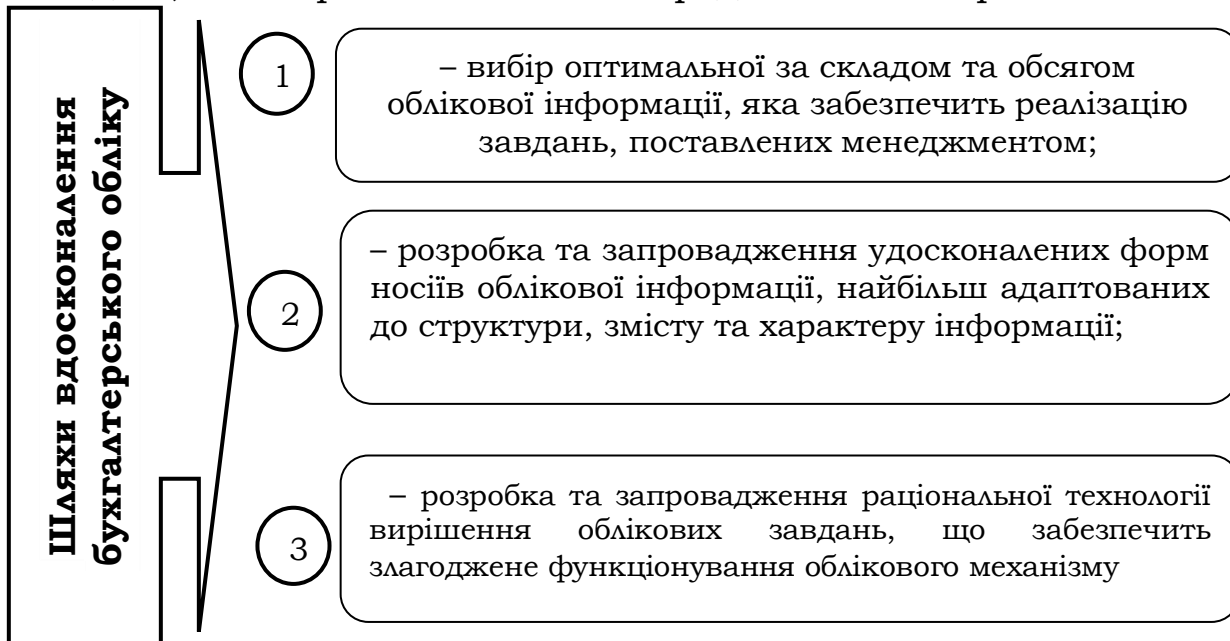 Шляхи вдосконалення
бухгалтерського обліку
1
– вибір оптимальної за складом та обсягом
облікової інформації, яка забезпечить реалізацію
завдань, поставлених менеджментом;
2
– розробка та запровадження удосконалених форм
носіїв облікової інформації, найбільш адаптованих
до структури, змісту та характеру інформації;
3
– розробка та запровадження раціональної технології
вирішення облікових завдань, що забезпечить
злагоджене функціонування облікового механізму